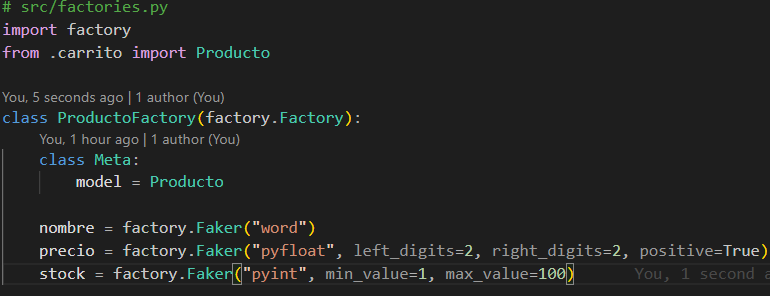 # src/factories.py
import factory
from .carrito import Producto
You, 5 seconds ago | 1 author (You)
class ProductoFactory(factory.Factory):
You, 1 hour ago | 1 author (You)
class Meta:
model = Producto
nombre = factory.Faker("word")
precio = factory.Faker("pyfloat", left_digits=2, right_digits=2, positive=True)
stock = factory.Faker("pyint", min_value=1, max_value=100) You, 1 second a